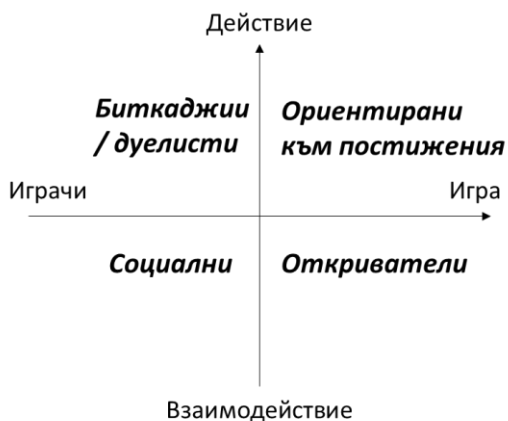 Действие
Биткаджии
/ дуелисти
Ориентирани
към постижения
Играчи
Игра
Социални
Откриватели
Взаимодействие